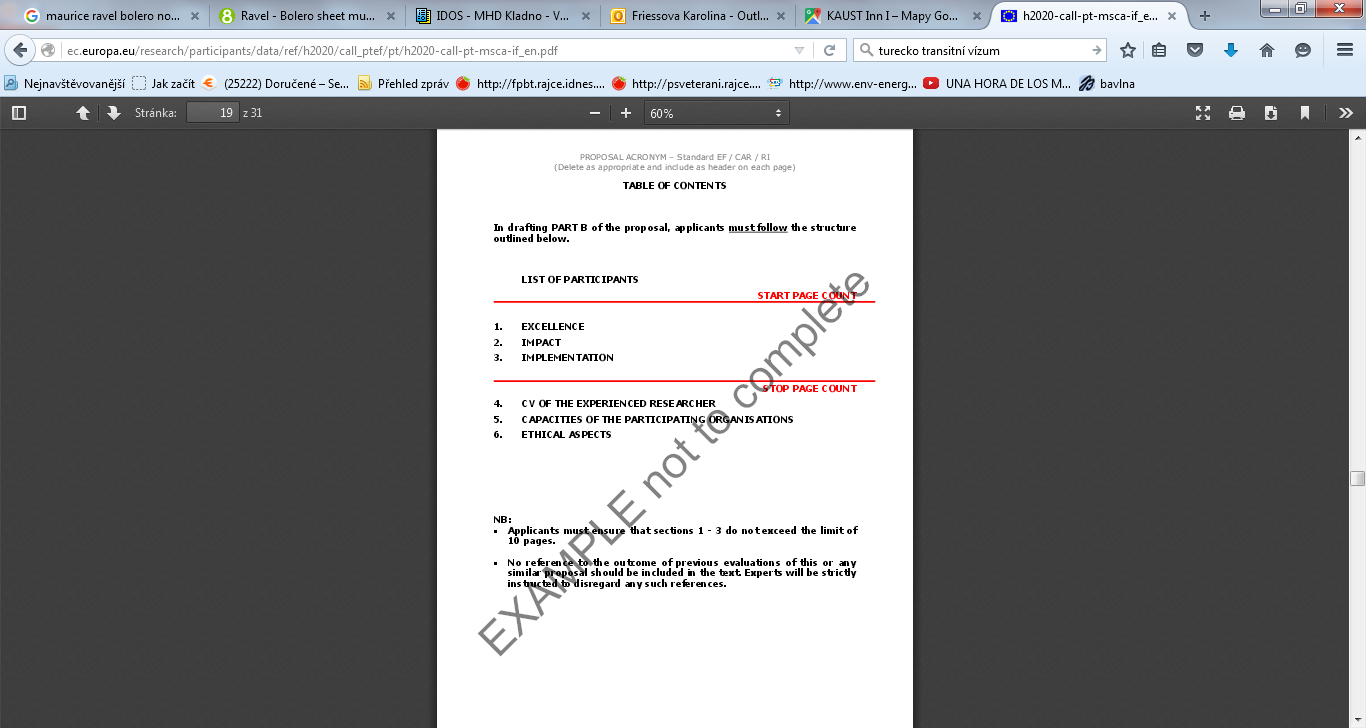 maurice ravel bolero no...
Ravel - Bolero sheet mu...
IDOS - MHD Kladno - V...
Friessova Karolina - Outl...
KAUST Inn I – Mapy Go...
h2020-call-pt-msca-if_e...
ec.europa.eu/research/participants/data/ref/h2020/call_ptef/pt/h2020-call-pt-msca-if_en.pdf
turecko transitní vízum
Nejnavštěvovanější
Jak začít
(25222) Doručené – Se...
Přehled zpráv
http://fpbt.rajce.idnes....
http://psveterani.rajce....
http://www.env-energ...
UNA HORA DE LOS M...
bavlna
Stránka: 19 z 31
60%
PROPOSAL ACRONYM – Standard EF / CAR / RI
(Delete as appropriate and include as header on each page)
TABLE OF CONTENTS
In drafting PART B of the proposal, applicants must follow the structure
outlined below.
LIST OF PARTICIPANTS
START PAGE COUNT
1. EXCELLENCE
2. IMPACT
3. IMPLEMENTATION
STOP PAGE COUNT
4. CV OF THE EXPERIENCED RESEARCHER
5. CAPACITIES OF THE PARTICIPATING ORGANISATIONS
6. ETHICAL ASPECTS
NB:
• Applicants must ensure that sections 1 - 3 do not exceed the limit of
10 pages.
• No reference to the outcome of previous evaluations of this or any
similar proposal should be included in the text. Experts will be strictly
instructed to disregard any such references.
EXAMPLE not to complete